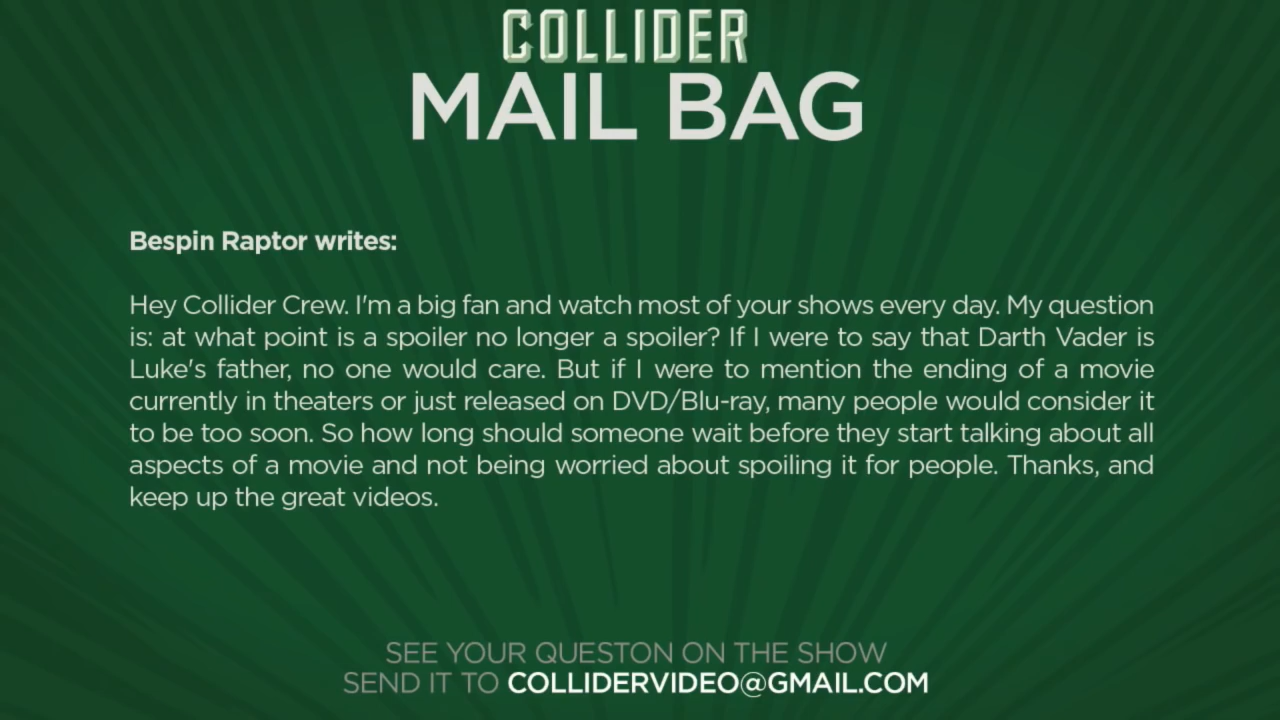 COLLIDER
MAIL BAG
Bespin Raptor writes:
Hey Collider Crew. I'm a big fan and watch most of your shows every day. My question
is: at what point is a spoiler no longer a spoiler? If I were to say that Darth Vader is
Luke's father, no one would care. But if I were to mention the ending of a movie
currently in theaters or just released on DVD/Blu-ray, many people would consider it
to be too soon. So how long should someone wait before they start talking about all
aspects of a movie and not being worried about spoiling it for people. Thanks, and
keep up the great videos.
SEE YOUR QUESTON ON THE SHOW
SEND IT TO COLLIDERVIDEO@GMAIL.COM